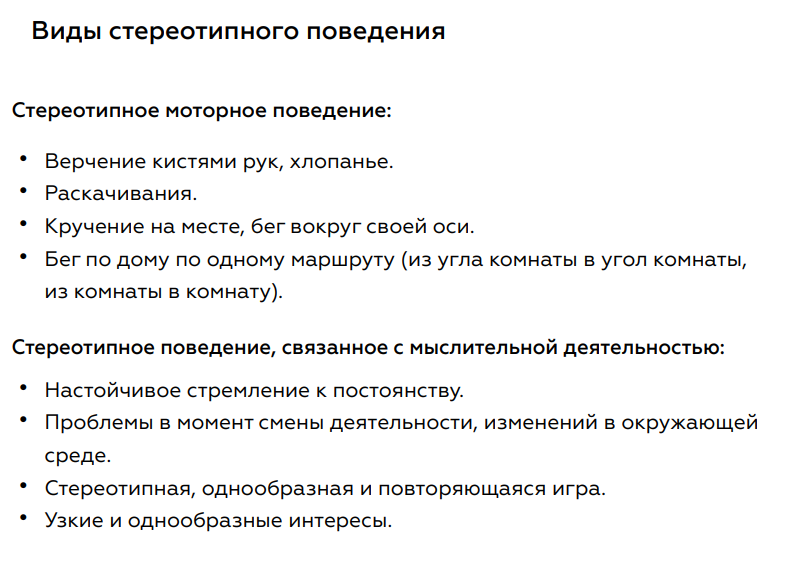 Виды стереотипного поведения
Стереотипное моторное поведение:
• Верчение кистями рук, хлопанье.
• Раскачивания.
• Кручение на месте, бег вокруг своей оси.
• Бег по дому по одному маршруту (из угла комнаты в угол комнаты,
из комнаты в комнату).
Стереотипное поведение, связанное с мыслительной деятельностью:
• Настойчивое стремление к постоянству.
• Проблемы в момент смены деятельности, изменений в окружающей
среде.
• Стереотипная, однообразная и повторяющаяся игра.
• Узкие и однообразные интересы.